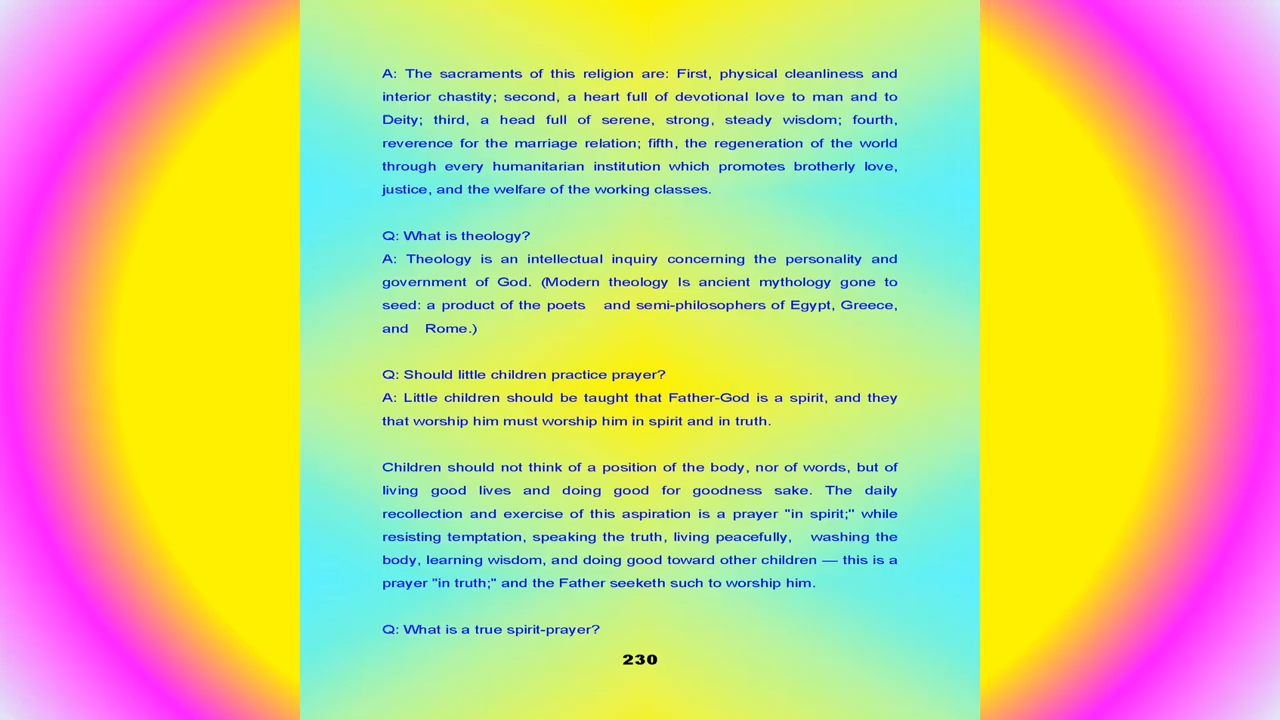 A: The sacraments of this religion are: First, physical cleanliness and
interior chastity; second, a heart full of devotional love to man and to
Deity; third, a head full of serene, strong, steady wisdom; fourth,
reverence for the marriage relation; fifth, the regeneration of the world
through every humanitarian institution which promotes brotherly love,
justice, and the welfare of the working classes.
Q: What is theology?
A: Theology is an intellectual inquiry concerning the personality and
government of God. (Modern theology Is ancient mythology gone to
seed: a product of the poets and semi-philosophers of Egypt, Greece,
and Rome.)
Q: Should little children practice prayer?
A: Little children should be taught that Father-God is a spirit, and they
that worship him must worship him in spirit and in truth.
Children should not think of a position of the body, nor of words, but of
living good lives and doing good for goodness sake. The daily
recollection and exercise of this aspiration is a prayer "in spirit;" while
resisting temptation, speaking the truth, living peacefully, washing the
body, learning wisdom, and doing good toward other children — this is a
prayer "in truth;" and the Father seeketh such to worship him.
Q: What is a true spirit-prayer?
230